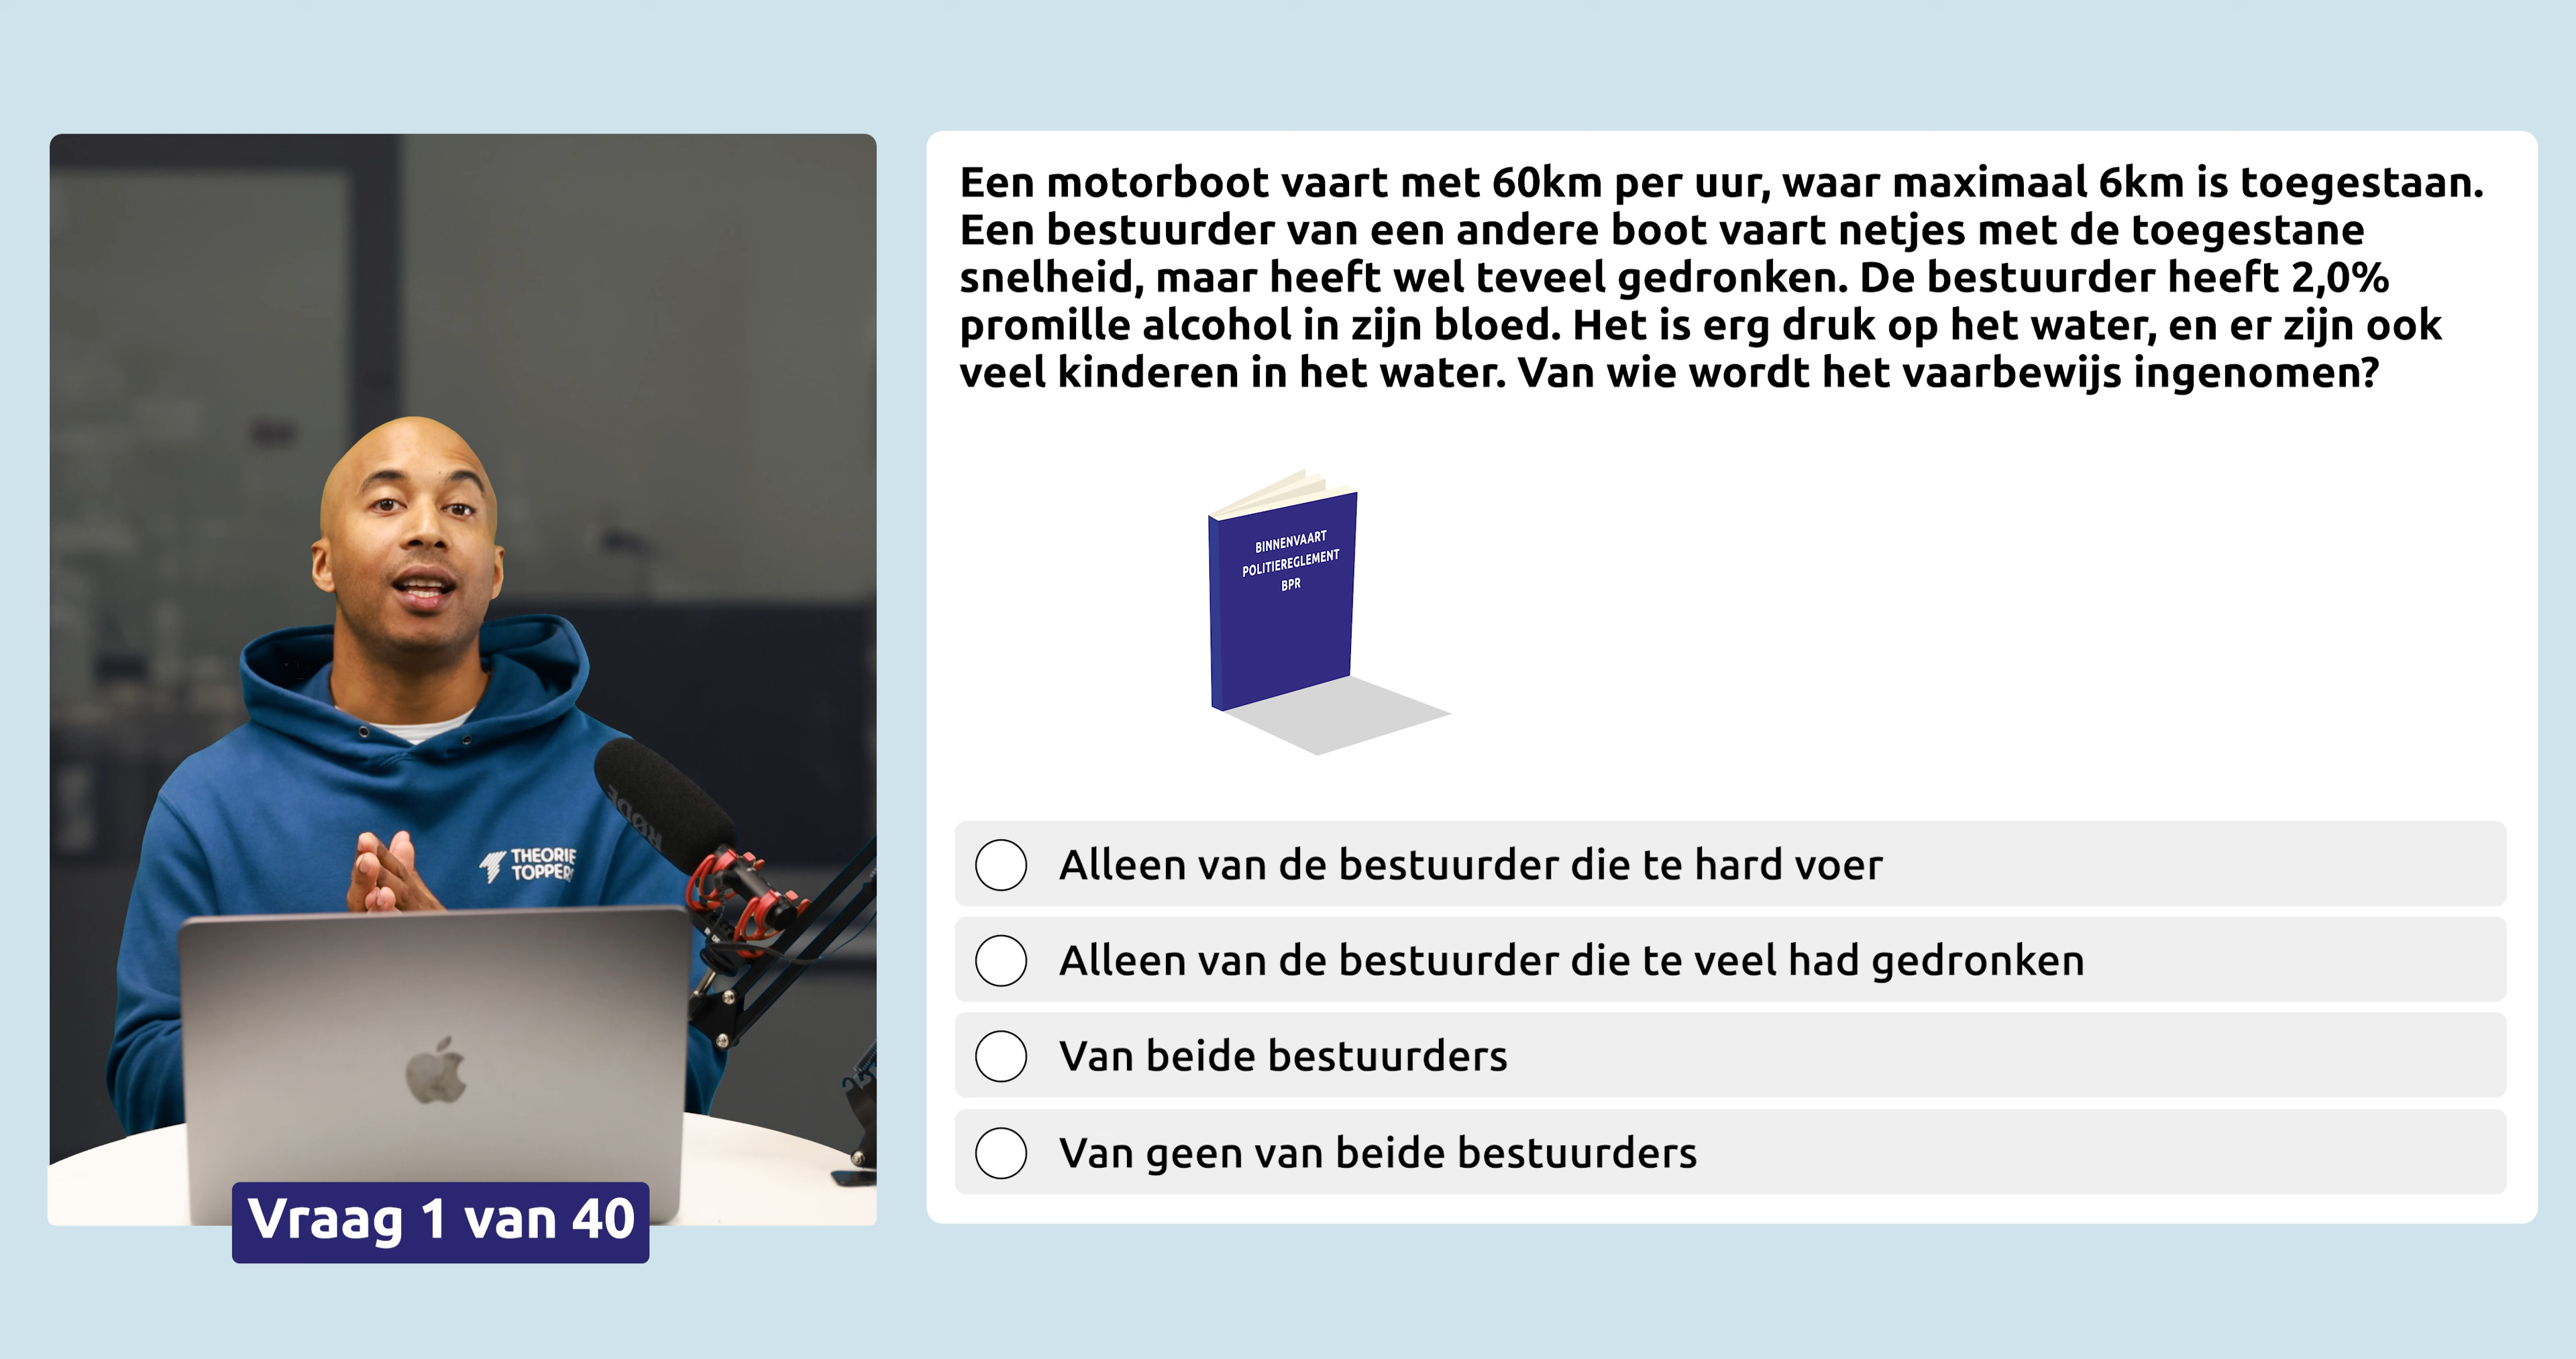 Een motorboot vaart met 60km per uur, waar maximaal 6km is toegestaan.
Een bestuurder van een andere boot vaart netjes met de toegestane
snelheid, maar heeft wel teveel gedronken. De bestuurder heeft 2,0%
promille alcohol in zijn bloed. Het is erg druk op het water, en er zijn ook
veel kinderen in het water. Van wie wordt het vaarbewijs ingenomen?
BINNENVAART
POLITIEREGLEMENT
BPR
Alleen van de bestuurder die te hard voer
Alleen van de bestuurder die te veel had gedronken
Van beide bestuurders
Van geen van beide bestuurders
RØDE
THEORIE
TOPPER
Vraag 1 van 40